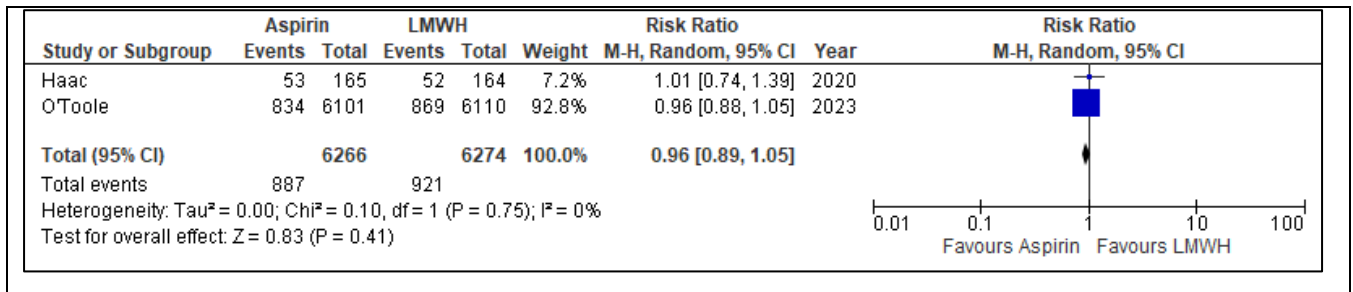 Aspirin LMWH Risk Ratio Risk Ratio
Study or Subgroup Events Total Events Total Weight M-H, Random, 95% CI Year M-H, Random, 95% CI
Haac 53 165 52 164 7.2% 1.01 [0.74, 1.39] 2020
O'Toole 834 6101 869 6110 92.8% 0.96 [0.88, 1.05] 2023
Total (95% CI) 6266 6274 100.0% 0.96 [0.89, 1.05]
Total events 887 921
Heterogeneity: Tau² = 0.00; Chi² = 0.10, df = 1 (P = 0.75); I² = 0%
Test for overall effect: Z = 0.83 (P = 0.41)
0.01 0.1 1 10 100
Favours Aspirin Favours LMWH